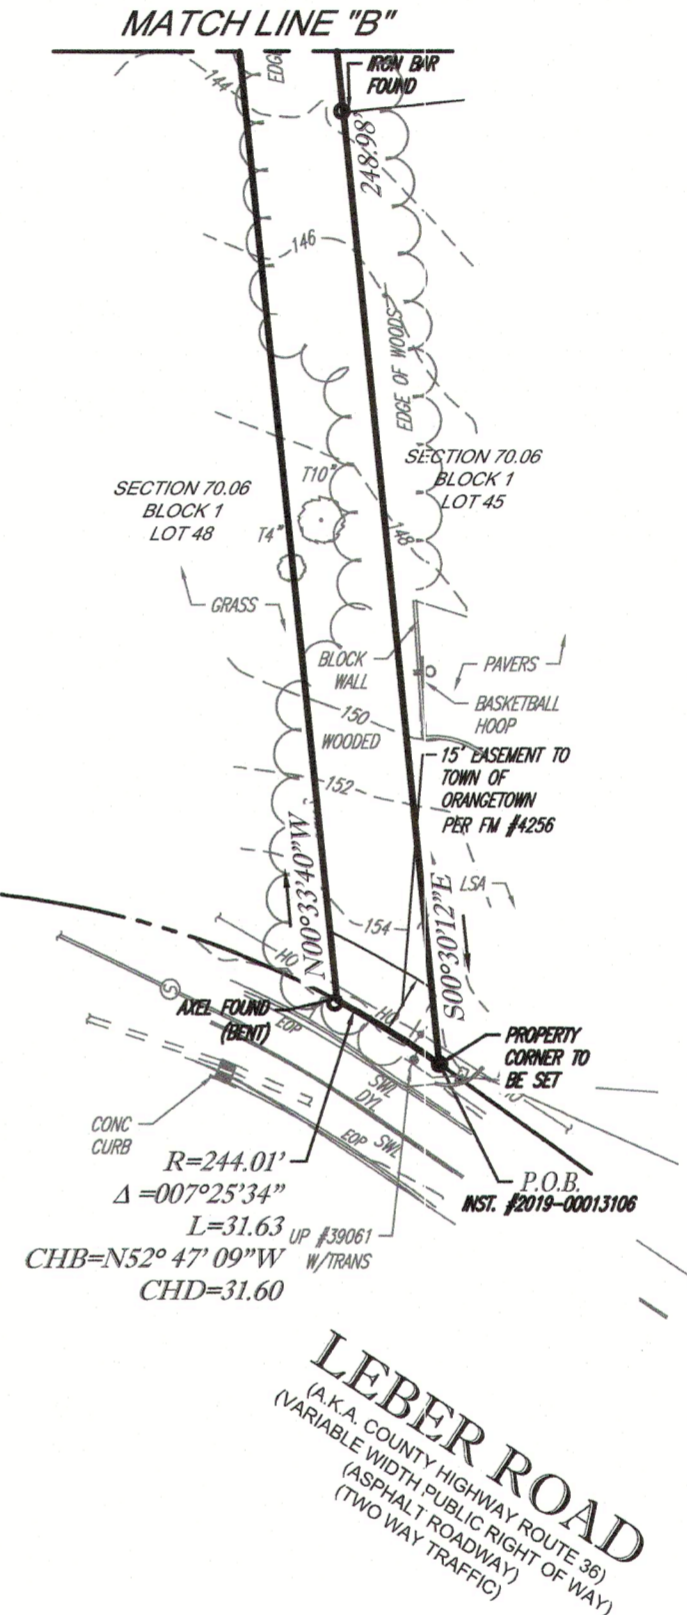 MATCH LINE "B"
IRON BAR
FOUND
EDGE
144
248.98'
146
EDGE OF WOODS
SECTION 70.06
BLOCK 1
LOT 45
SECTION 70.06
BLOCK 1
LOT 48
T10"
T4"
148
GRASS
BLOCK
WALL
PAVERS
BASKETBALL
HOOP
150
WOODED
15' EASEMENT TO
TOWN OF
ORANGETOWN
PER FM #4256
152
N00°33'40"W
S00°30'12"E
LSA
154
HO
HO
S
AXEL FOUND
(BENT)
EOP
PROPERTY
CORNER TO
BE SET
SWL
DYL
EOP
SWL
CONC
CURB
R=244.01'
Δ =007°25'34"
L=31.63
CHB=N52° 47' 09"W
CHD=31.60
UP #39061
W/TRANS
P.O.B.
INST. #2019-00013106
LEBER ROAD
(A.K.A. COUNTY HIGHWAY ROUTE 36)
(VARIABLE WIDTH PUBLIC RIGHT OF WAY)
(ASPHALT ROADWAY)
(TWO WAY TRAFFIC)